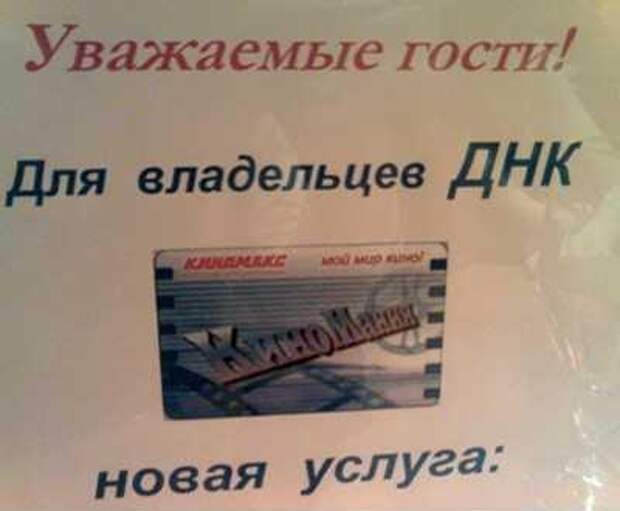 Уважаемые гости!
Для владельцев ДНК
КИНОМАКС мой мир кино!
КиноМания
новая услуга: